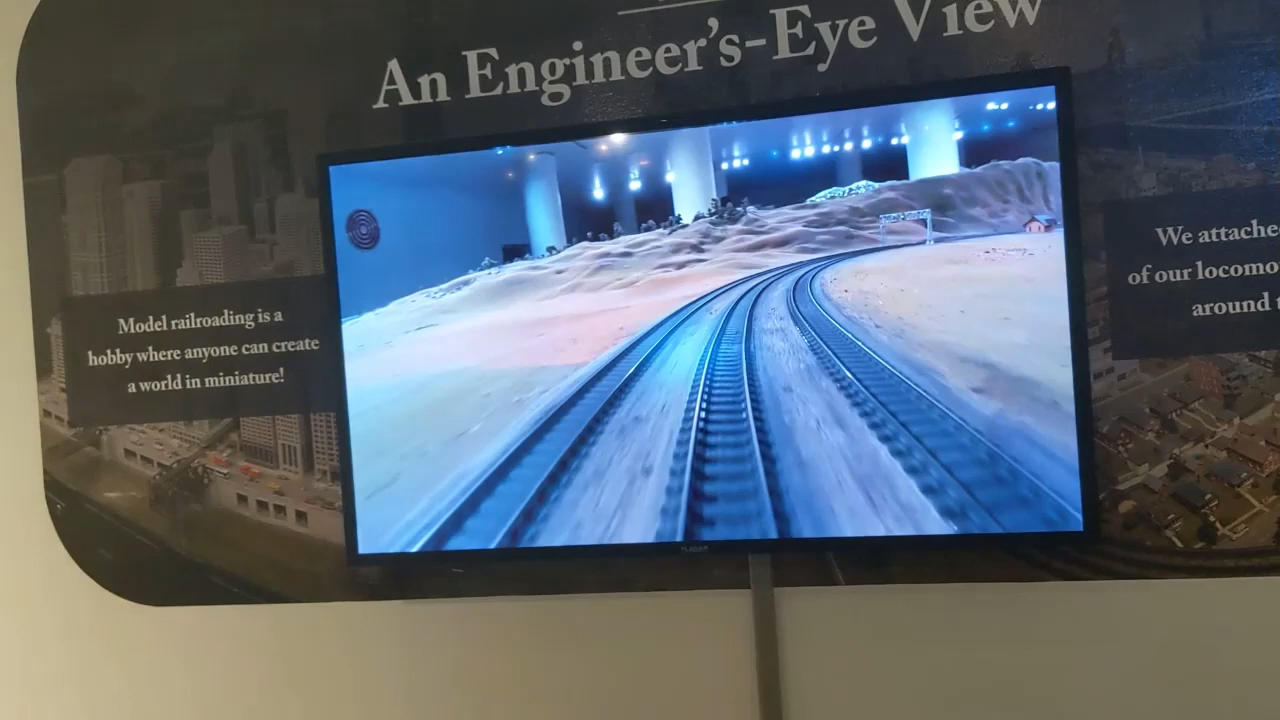 An Engineer's-Eye View
Model railroading is a
hobby where anyone can create
a world in miniature!
We attache
of our locomo
around